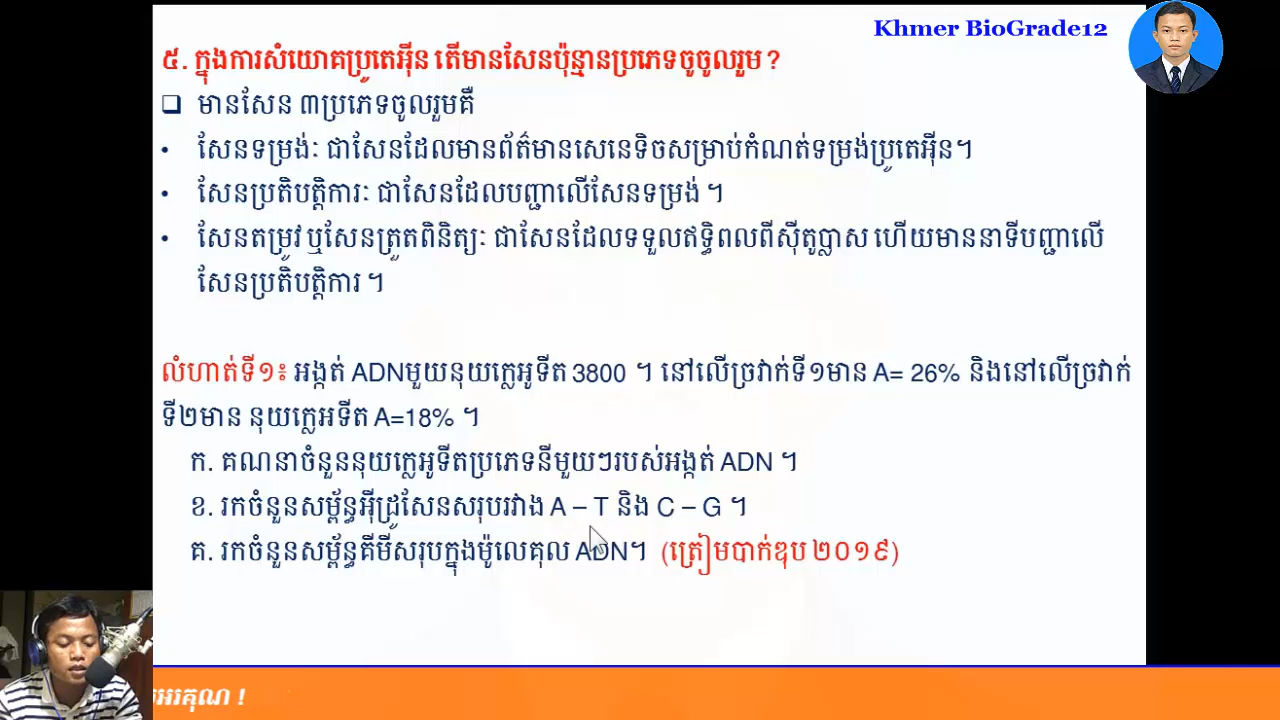 Khmer BioGrade12
៥. ក្នុងការសំយោគប្រូតេអ៊ីន តើមានសែនប៉ុន្មានប្រភេទចូចូលរួម ?
❑ មានសែន ៣ប្រភេទចូលរួមគឺ
• សែនទម្រង់ៈ ជាសែនដែលមានព័ត៌មានសេនេទិចសម្រាប់កំណត់ទម្រង់ប្រូតេអ៊ីន។
• សែនប្រតិបត្តិការៈ ជាសែនដែលបញ្ជាលើសែនទម្រង់ ។
• សែនតម្រូវ ឬសែនត្រួតពិនិត្យៈ ជាសែនដែលទទួលឥទ្ធិពលពីស៊ីតូប្លាស ហើយមាននាទីបញ្ជាលើ
សែនប្រតិបត្តិការ ។
លំហាត់ទី១៖ អង្កត់ ADNមួយនុយក្លេអូទីត 3800 ។ នៅលើច្រវាក់ទី១មាន A= 26% និងនៅលើច្រវាក់
ទី២មាន នុយក្លេអទីត A=18% ។
ក. គណនាចំនួននុយក្លេអូទីតប្រភេទនីមួយៗរបស់អង្កត់ ADN ។
ខ. រកចំនួនសម្ព័ន្ធអ៊ីដ្រូសែនសរុបរវាង A – T និង C – G ។
គ. រកចំនួនសម្ព័ន្ធគីមីសរុបក្នុងម៉ូលេគុល ADN។ (ត្រៀមបាក់ឌុប ២០១៩)
អរគុណ !